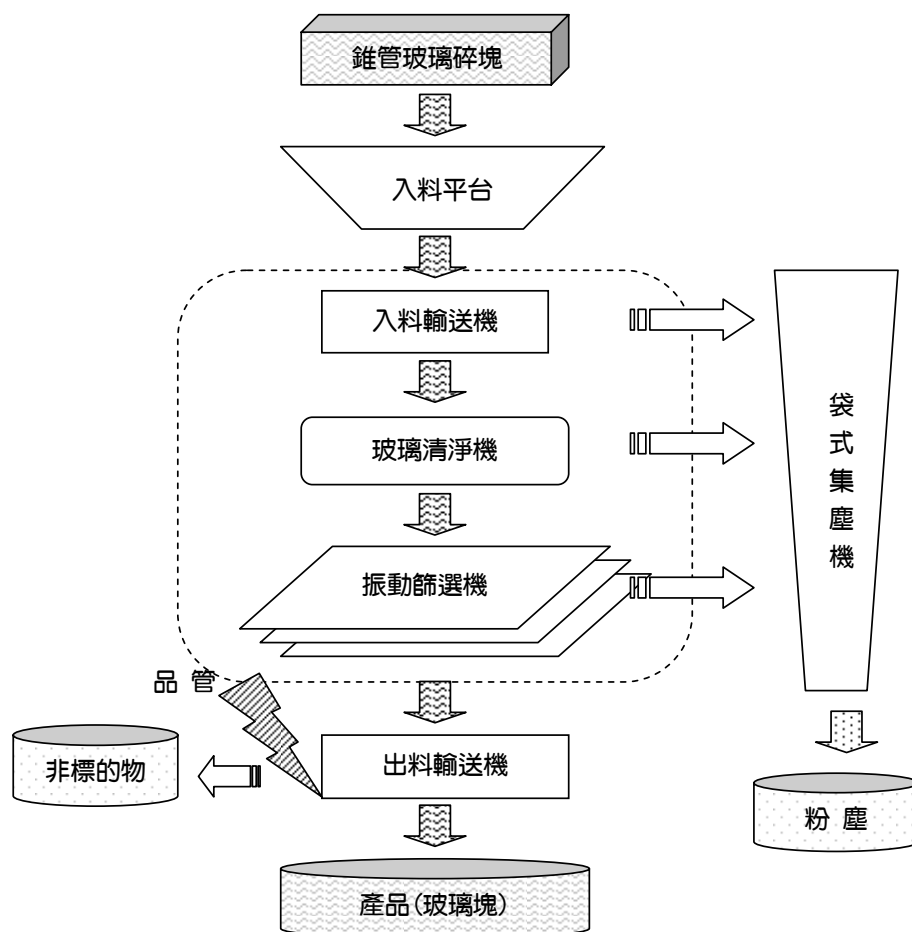 錐管玻璃碎塊
入料平台
入料輸送機
玻璃清淨機
振動篩選機
袋式集塵機
品管
非標的物
出料輸送機
粉塵
產品(玻璃塊)